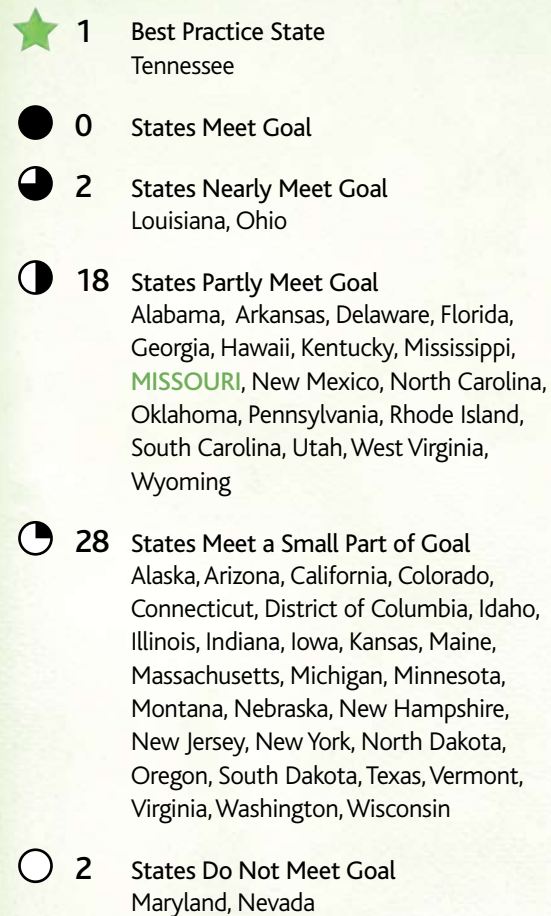 1 Best Practice State
Tennessee
0 States Meet Goal
2 States Nearly Meet Goal
Louisiana, Ohio
18 States Partly Meet Goal
Alabama, Arkansas, Delaware, Florida,
Georgia, Hawaii, Kentucky, Mississippi,
MISSOURI, New Mexico, North Carolina,
Oklahoma, Pennsylvania, Rhode Island,
South Carolina, Utah, West Virginia,
Wyoming
28 States Meet a Small Part of Goal
Alaska, Arizona, California, Colorado,
Connecticut, District of Columbia, Idaho,
Illinois, Indiana, Iowa, Kansas, Maine,
Massachusetts, Michigan, Minnesota,
Montana, Nebraska, New Hampshire,
New Jersey, New York, North Dakota,
Oregon, South Dakota, Texas, Vermont,
Virginia, Washington, Wisconsin
2 States Do Not Meet Goal
Maryland, Nevada